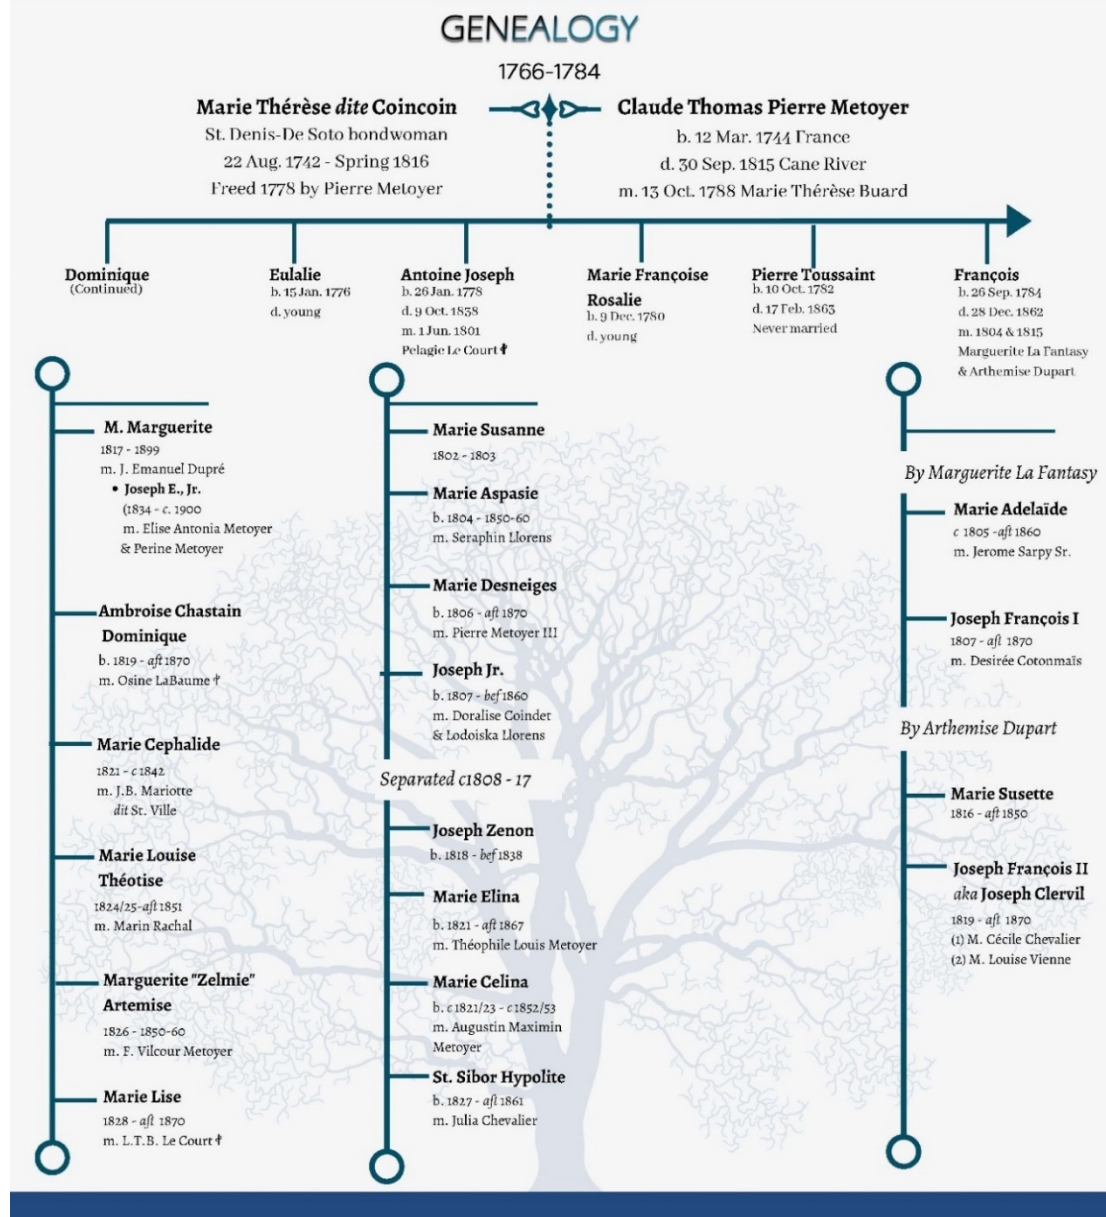 GENEALOGY
1766-1784
Marie Thérèse dite Coincoin
St. Denis-De Soto bondwoman
22 Aug. 1742 - Spring 1816
Freed 1778 by Pierre Metoyer
Claude Thomas Pierre Metoyer
b. 12 Mar. 1744 France
d. 30 Sep. 1815 Cane River
m. 13 Oct. 1788 Marie Thérèse Buard
Dominique
(Continued)
Eulalie
b. 15 Jan. 1776
d. young
Antoine Joseph
b. 26 Jan. 1778
d. 9 Oct. 1838
m. 1 Jun. 1801
Pelagie Le Court ✝
Marie Françoise
Rosalie
b. 9 Dec. 1780
d. young
Pierre Toussaint
b. 10 Oct. 1782
d. 17 Feb. 1863
Never married
François
b. 26 Sep. 1784
d. 28 Dec. 1862
m. 1804 & 1815
Marguerite La Fantasy
& Arthemise Dupart
M. Marguerite
1817 - 1899
m. J. Emanuel Dupré
• Joseph E., Jr.
(1834 - c. 1900
m. Elise Antonia Metoyer
& Perine Metoyer
Ambroise Chastain
Dominique
b. 1819 - aft 1870
m. Osine LaBaume ✝
Marie Cephalide
1821 - c 1842
m. J.B. Mariotte
dit St. Ville
Marie Louise
Théotise
1824/25-aft 1851
m. Marin Rachal
Marguerite "Zelmie"
Artemise
1826 - 1850-60
m. F. Vilcour Metoyer
Marie Lise
1828 - aft 1870
m. L.T.B. Le Court ✝
Marie Susanne
1802 - 1803
Marie Aspasie
b. 1804 - 1850-60
m. Seraphin Llorens
Marie Desneiges
b. 1806 - aft 1870
m. Pierre Metoyer III
Joseph Jr.
b. 1807 - bef 1860
m. Doralise Coindet
& Lodoiska Llorens
Separated c1808 - 17
Joseph Zenon
b. 1818 - bef 1838
Marie Elina
b. 1821 - aft 1867
m. Théophile Louis Metoyer
Marie Celina
b. c 1821/23 - c 1852/53
m. Augustin Maximin
Metoyer
St. Sibor Hypolite
b. 1827 - aft 1861
m. Julia Chevalier
By Marguerite La Fantasy
Marie Adelaïde
c 1805 -aft 1860
m. Jerome Sarpy Sr.
Joseph François I
1807 - aft 1870
m. Desirée Cotonmaïs
By Arthemise Dupart
Marie Susette
1816 - aft 1850
Joseph François II
aka Joseph Clervil
1819 - aft 1870
(1) M. Cécile Chevalier
(2) M. Louise Vienne